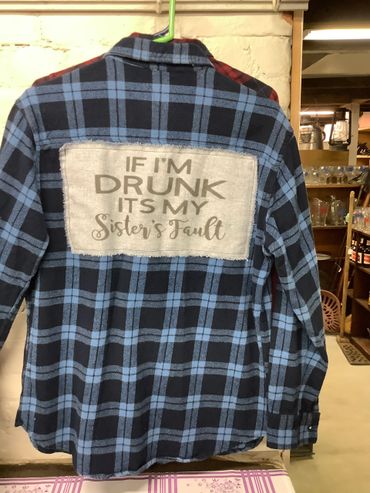 IF I'M
DRUNK
ITS MY
Sister's Fault